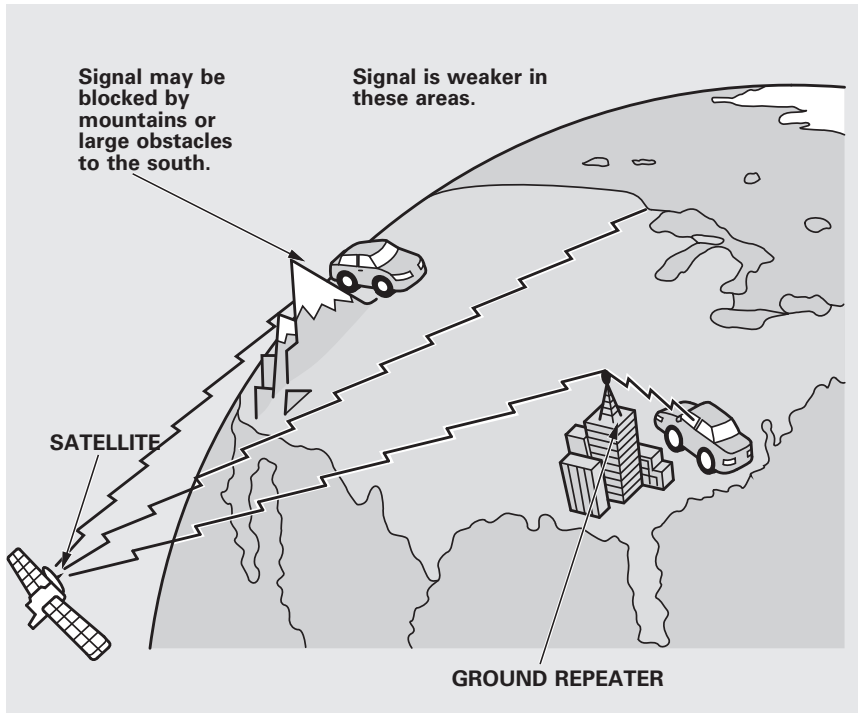 Signal may be
blocked by
mountains or
large obstacles
to the south.
Signal is weaker in
these areas.
SATELLITE
GROUND REPEATER